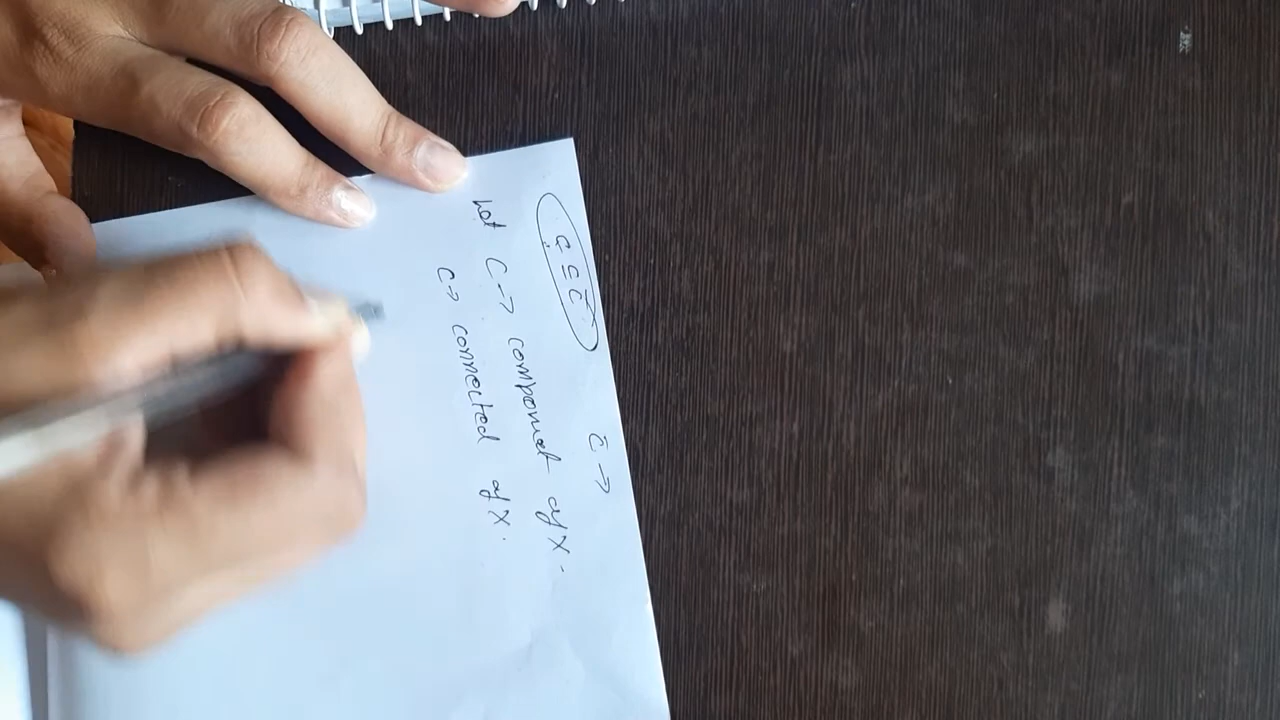 C̄ →
C ⊆ C̄
Let C → component of X.
C → connected of X.